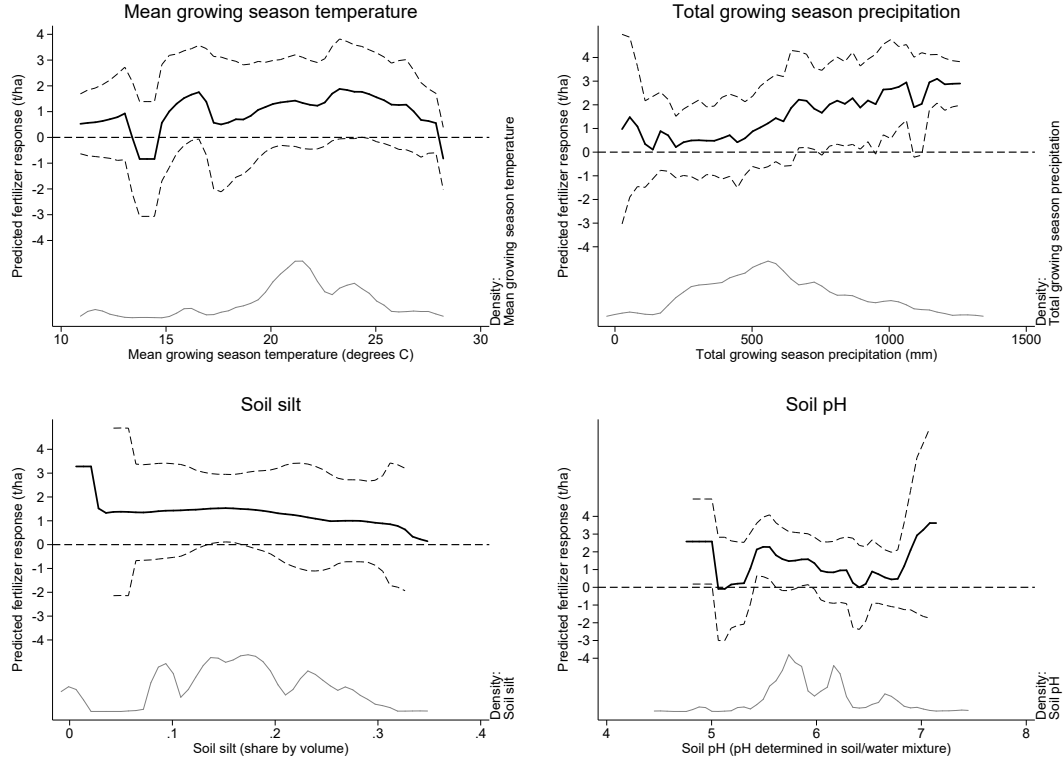 Mean growing season temperature
Predicted fertilizer response (t/ha)
4
3
2
1
0
-1
-2
-3
-4
Density:
Mean growing season temperature
10
15
20
25
30
Mean growing season temperature (degrees C)
Total growing season precipitation
Predicted fertilizer response (t/ha)
4
3
2
1
0
-1
-2
-3
-4
Density:
Total growing season precipitation
0
500
1000
1500
Total growing season precipitation (mm)
Soil silt
Predicted fertilizer response (t/ha)
4
3
2
1
0
-1
-2
-3
-4
Density:
Soil silt
0
.1
.2
.3
.4
Soil silt (share by volume)
Soil pH
Predicted fertilizer response (t/ha)
4
3
2
1
0
-1
-2
-3
-4
Density:
Soil pH
4
5
6
7
8
Soil pH (pH determined in soil/water mixture)